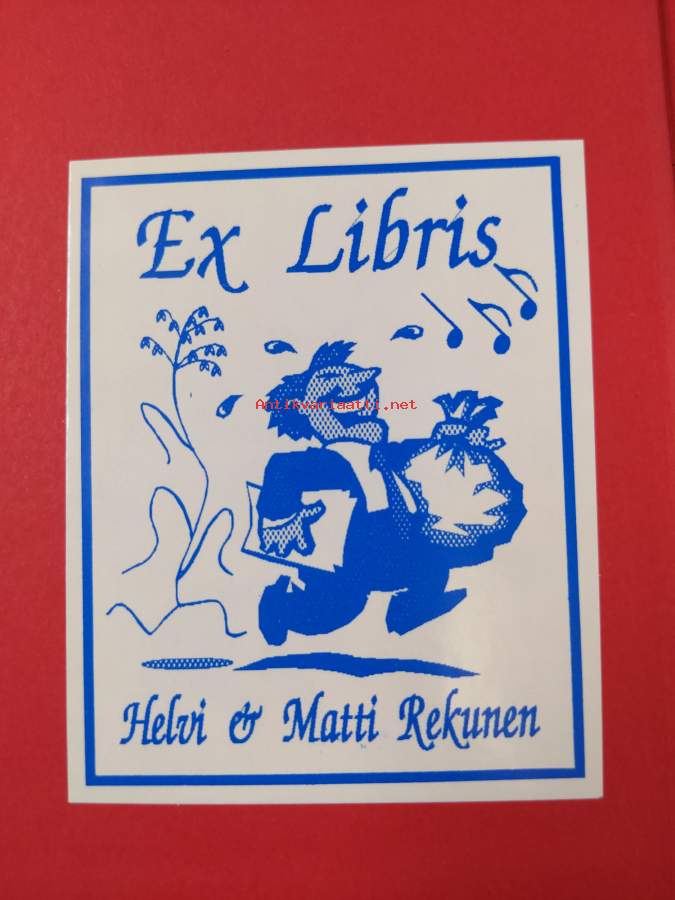 Ex Libris
Antikvariaatti.net
Helvi & Matti Rekunen